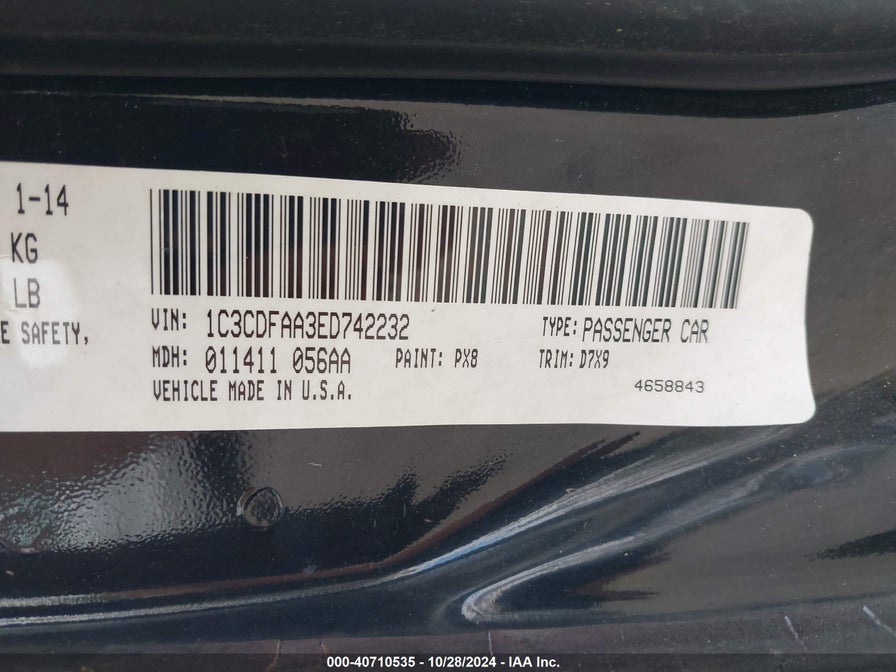 1-14
KG
LB
E SAFETY,
VIN: 1C3CDFAA3ED742232 TYPE: PASSENGER CAR
MDH: 011411 056AA PAINT: PX8 TRIM: D7X9
VEHICLE MADE IN U.S.A. 4658843
000-40710535 - 10/28/2024 - IAA Inc.